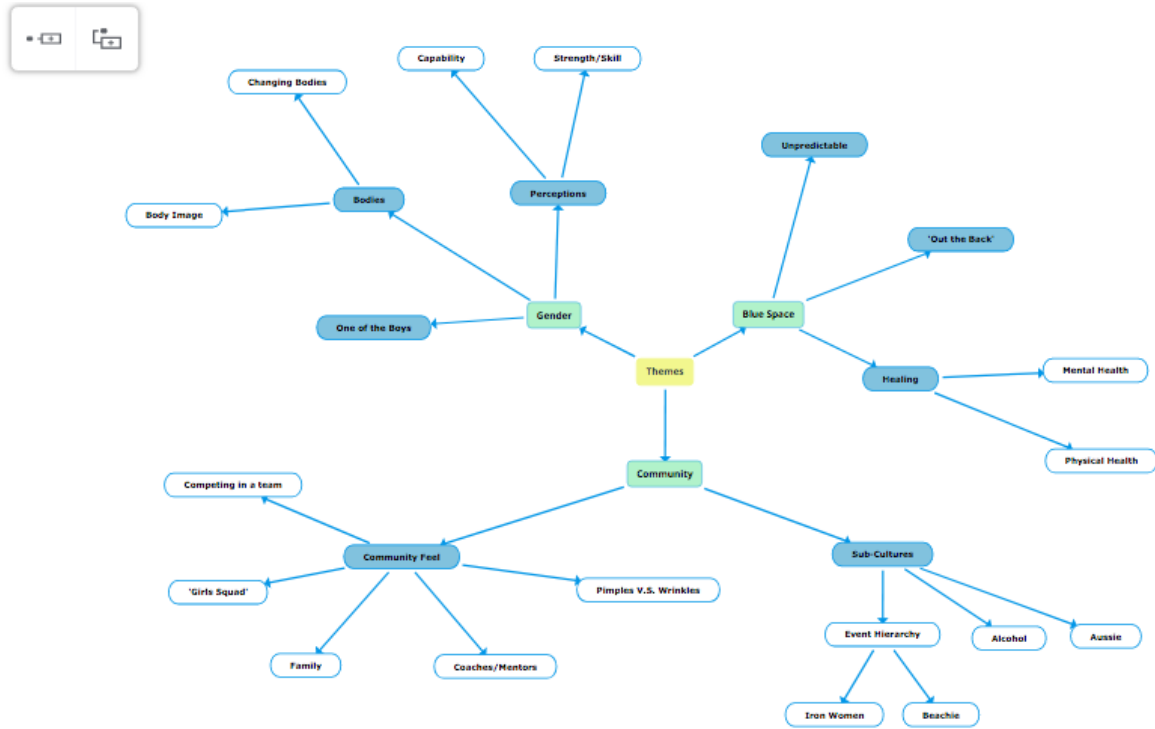 Capability
Strength/Skill
Changing Bodies
Unpredictable
Perceptions
Bodies
Body Image
'Out the Back'
Gender
Blue Space
One of the Boys
Themes
Mental Health
Healing
Physical Health
Community
Competing in a team
Sub-Cultures
Community Feel
'Girls Squad'
Pimples V.S. Wrinkles
Event Hierarchy
Alcohol
Aussie
Family
Coaches/Mentors
Iron Women
Beachie